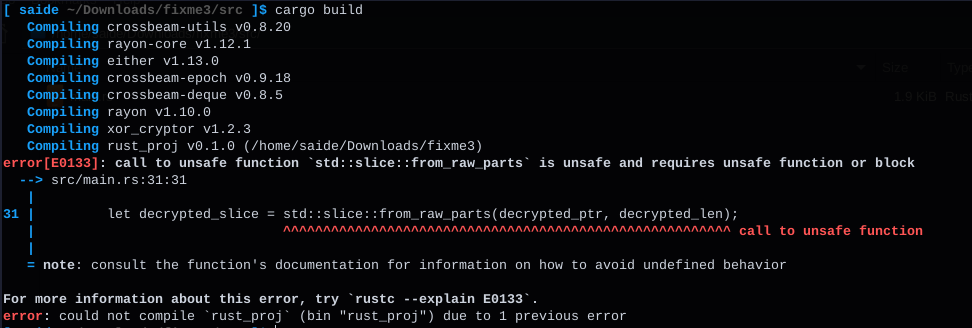 [ saide ~/Downloads/fixme3/src ]$ cargo build
   Compiling crossbeam-utils v0.8.20
   Compiling rayon-core v1.12.1
   Compiling either v1.13.0
   Compiling crossbeam-epoch v0.9.18
   Compiling crossbeam-deque v0.8.5
   Compiling rayon v1.10.0
   Compiling xor_cryptor v1.2.3
   Compiling rust_proj v0.1.0 (/home/saide/Downloads/fixme3)
error[E0133]: call to unsafe function `std::slice::from_raw_parts` is unsafe and requires unsafe function or block
  --> src/main.rs:31:31
   |
31 |         let decrypted_slice = std::slice::from_raw_parts(decrypted_ptr, decrypted_len);
   |                               ^^^^^^^^^^^^^^^^^^^^^^^^^^^^^^^^^^^^^^^^^^^^^^^^^^^^^^^^ call to unsafe function
   |
   = note: consult the function's documentation for information on how to avoid undefined behavior

For more information about this error, try `rustc --explain E0133`.
error: could not compile `rust_proj` (bin "rust_proj") due to 1 previous error
Size
1.9 KiB